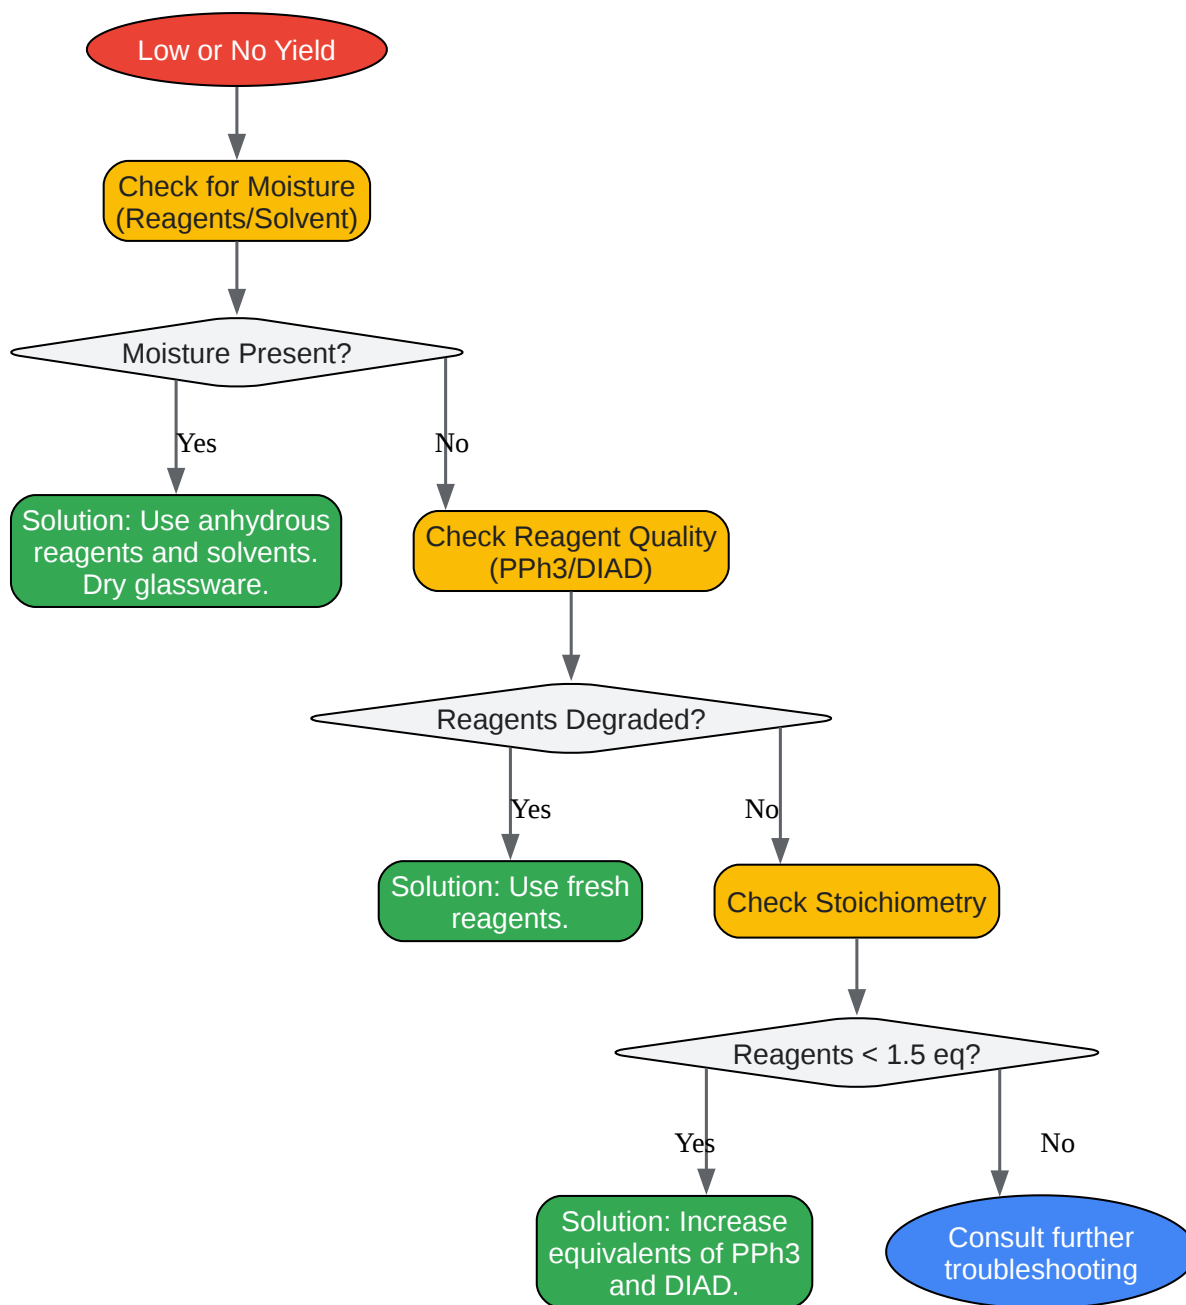 Low or No Yield
Check for Moisture
(Reagents/Solvent)
Moisture Present?
Yes
No
Solution: Use anhydrous
reagents and solvents.
Dry glassware.
Check Reagent Quality
(PPh3/DIAD)
Reagents Degraded?
Yes
No
Solution: Use fresh
reagents.
Check Stoichiometry
Reagents < 1.5 eq?
Yes
No
Solution: Increase
equivalents of PPh3
and DIAD.
Consult further
troubleshooting